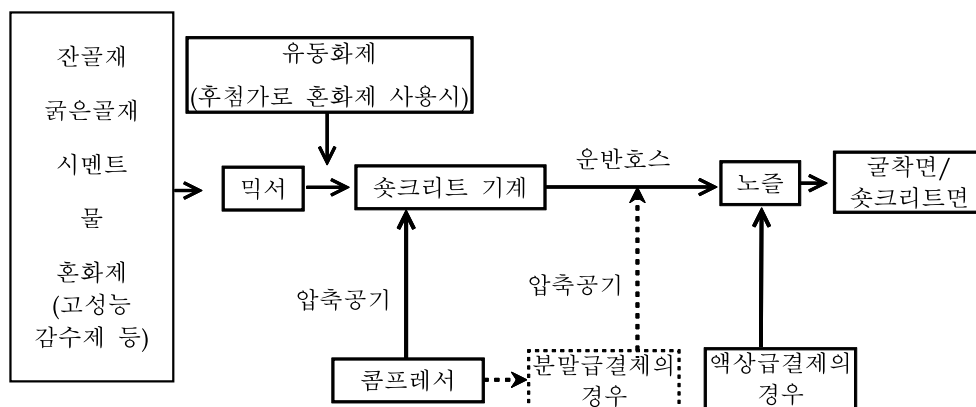 잔골재
굵은골재
시멘트
물
혼화제
(고성능
감수제 등)
유동화제
(후첨가로 혼화제 사용시)
믹서
숏크리트 기계
운반호스
노즐
굴착면/
숏크리트면
압축공기
압축공기
콤프레서
분말급결제의
경우
액상급결제의
경우